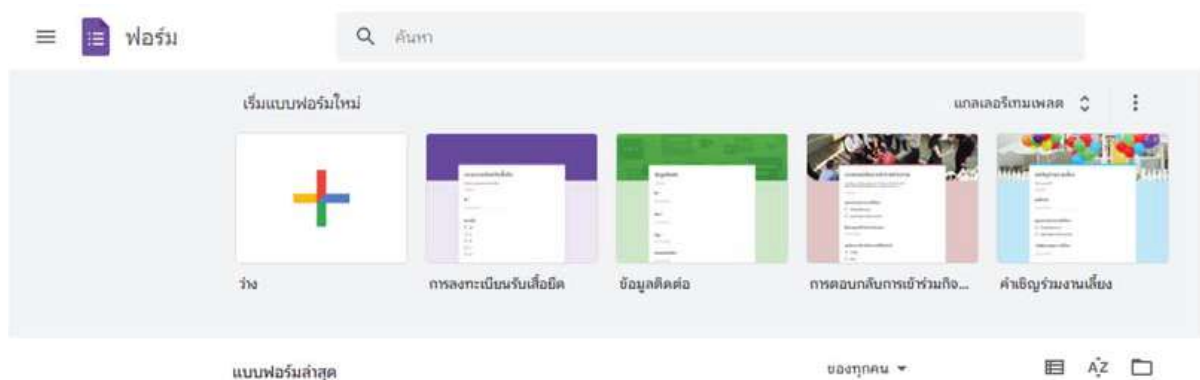 ฟอร์ม
ค้นหา
เริ่มแบบฟอร์มใหม่
แกลเลอรีเทมเพลต
ว่าง
การลงทะเบียนรับเสื้อยืด
ข้อมูลติดต่อ
การตอบกลับการเข้าร่วมกิจ...
คำเชิญร่วมงานเลี้ยง
แบบฟอร์มล่าสุด
ของทุกคน
AZ